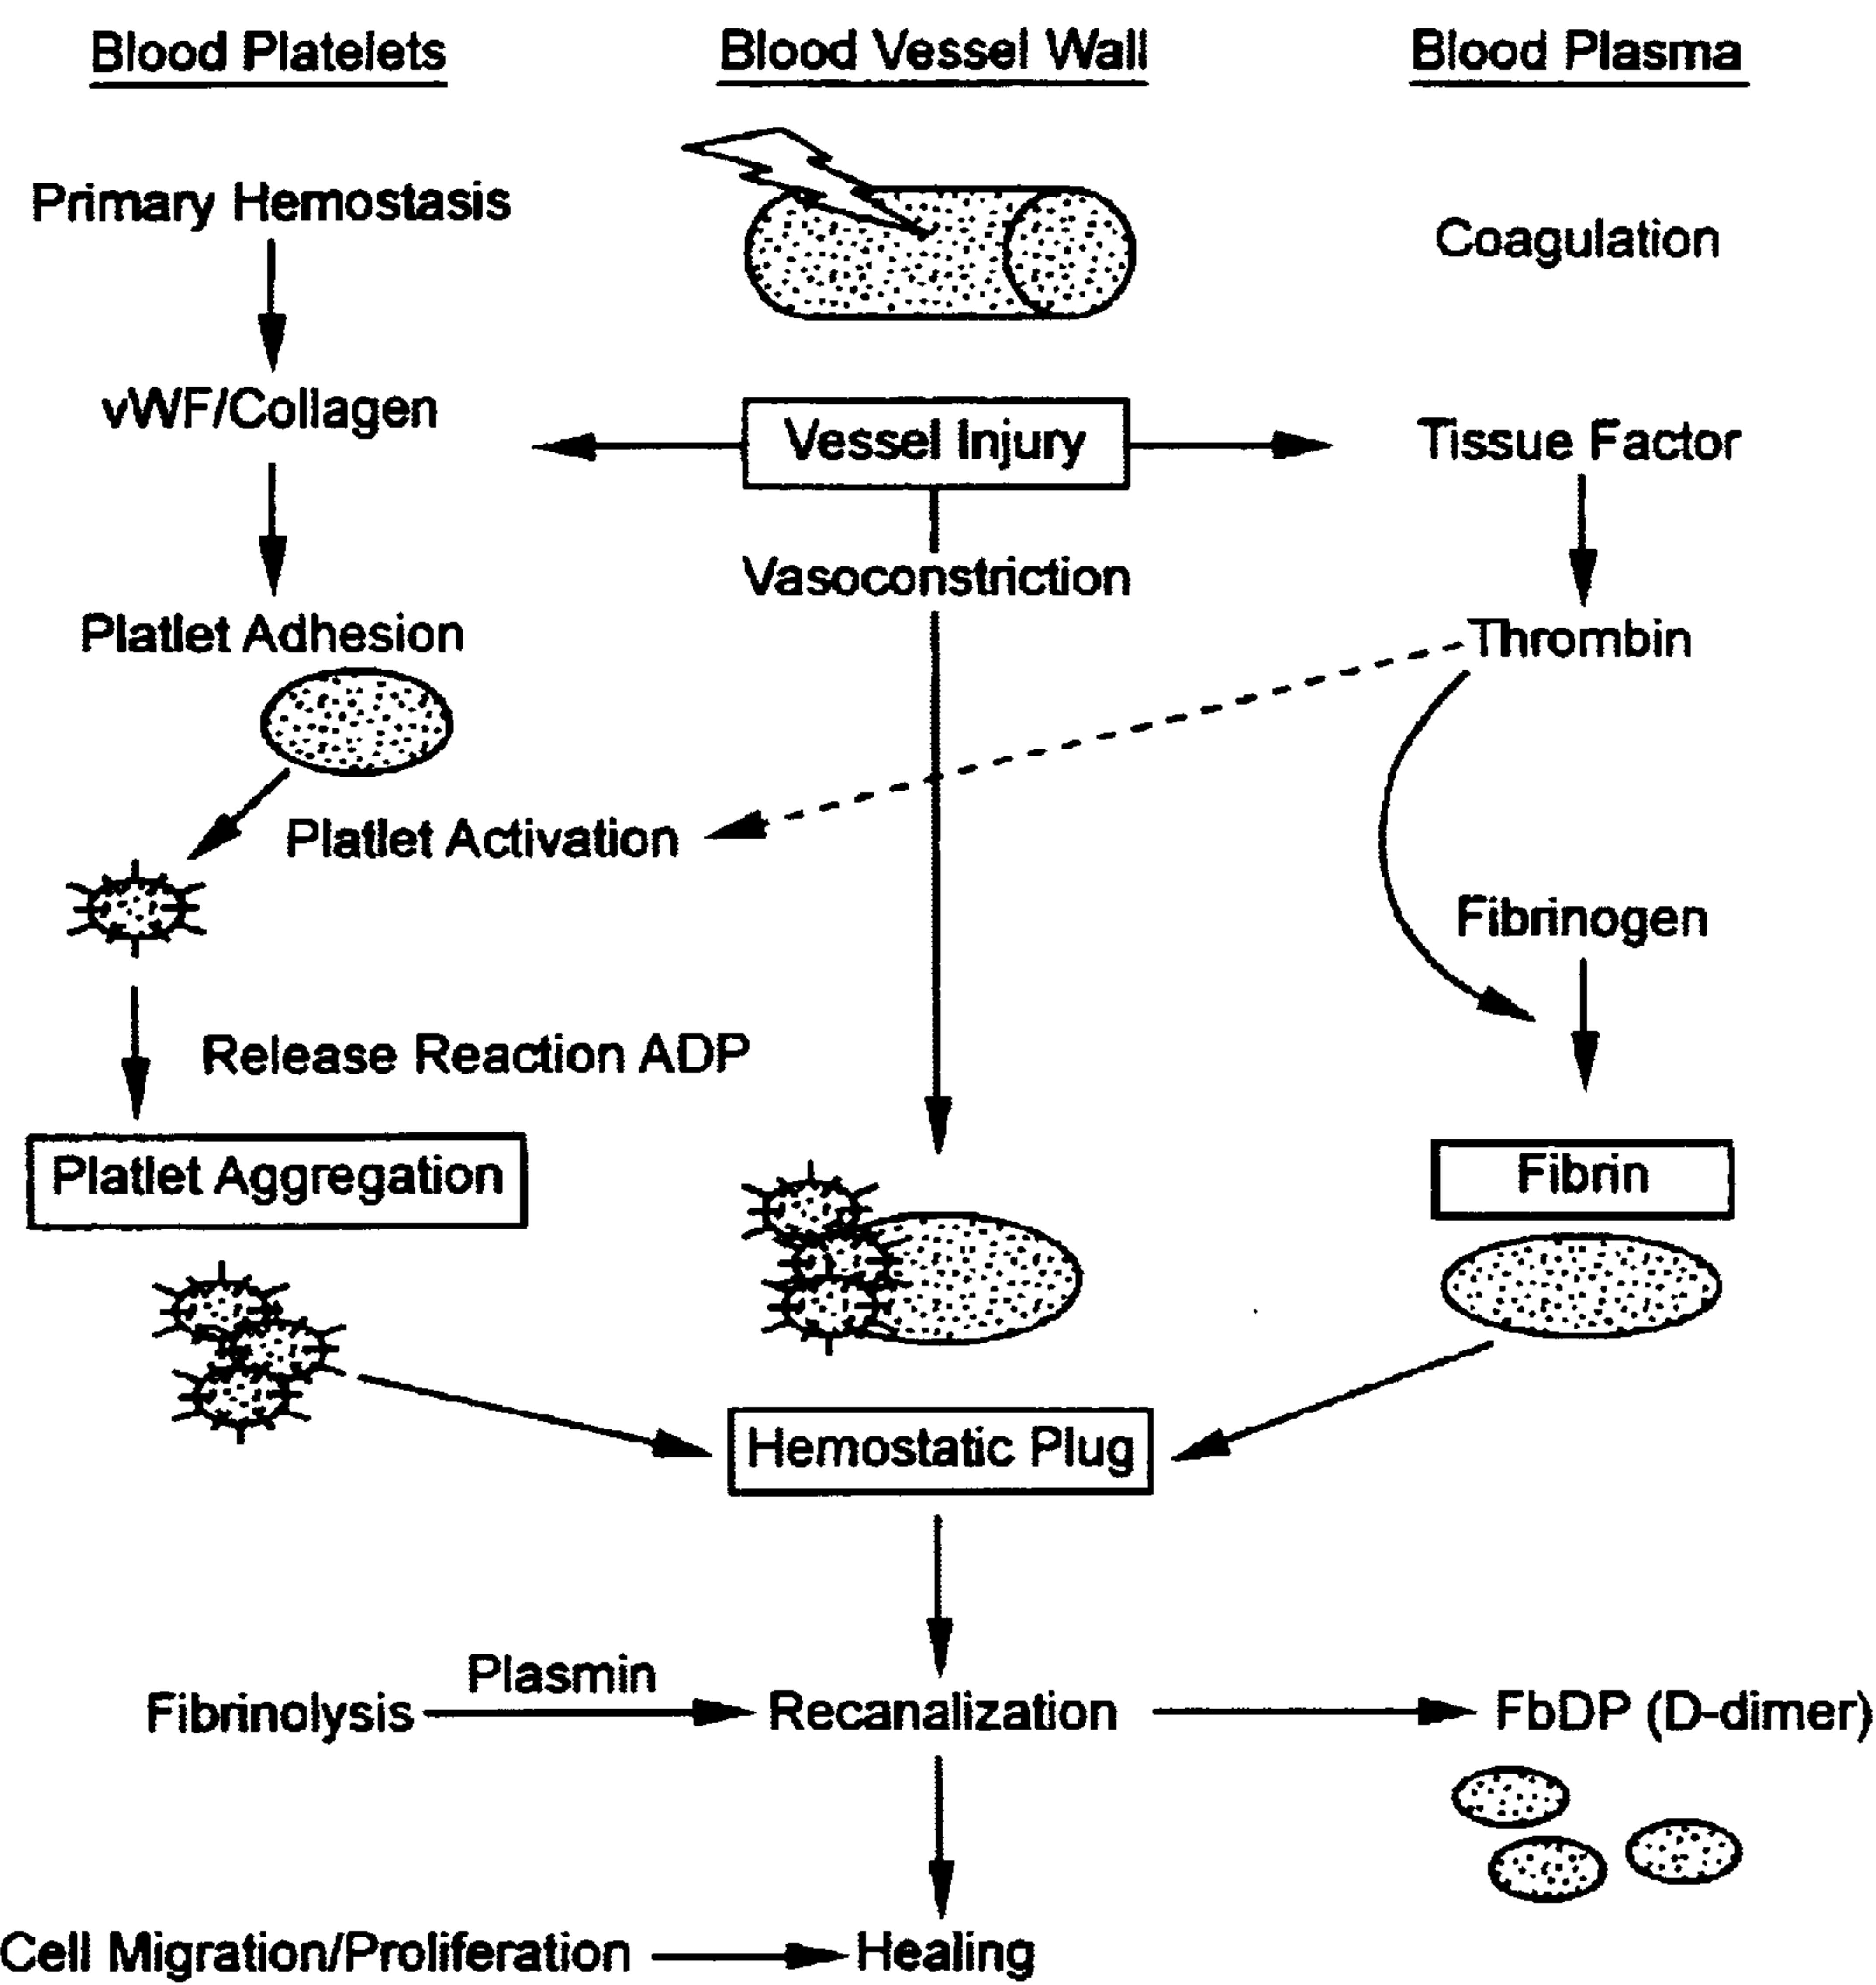 Blood Platelets
Blood Vessel Wall
Blood Plasma
Primary Hemostasis
Coagulation
vWF/Collagen
Vessel Injury
Tissue Factor
Vasoconstriction
Platlet Adhesion
Thrombin
Platlet Activation
Fibrinogen
Release Reaction ADP
Platlet Aggregation
Fibrin
Hemostatic Plug
Plasmin
Fibrinolysis
Recanalization
FbDP (D-dimer)
Cell Migration/Proliferation
Healing